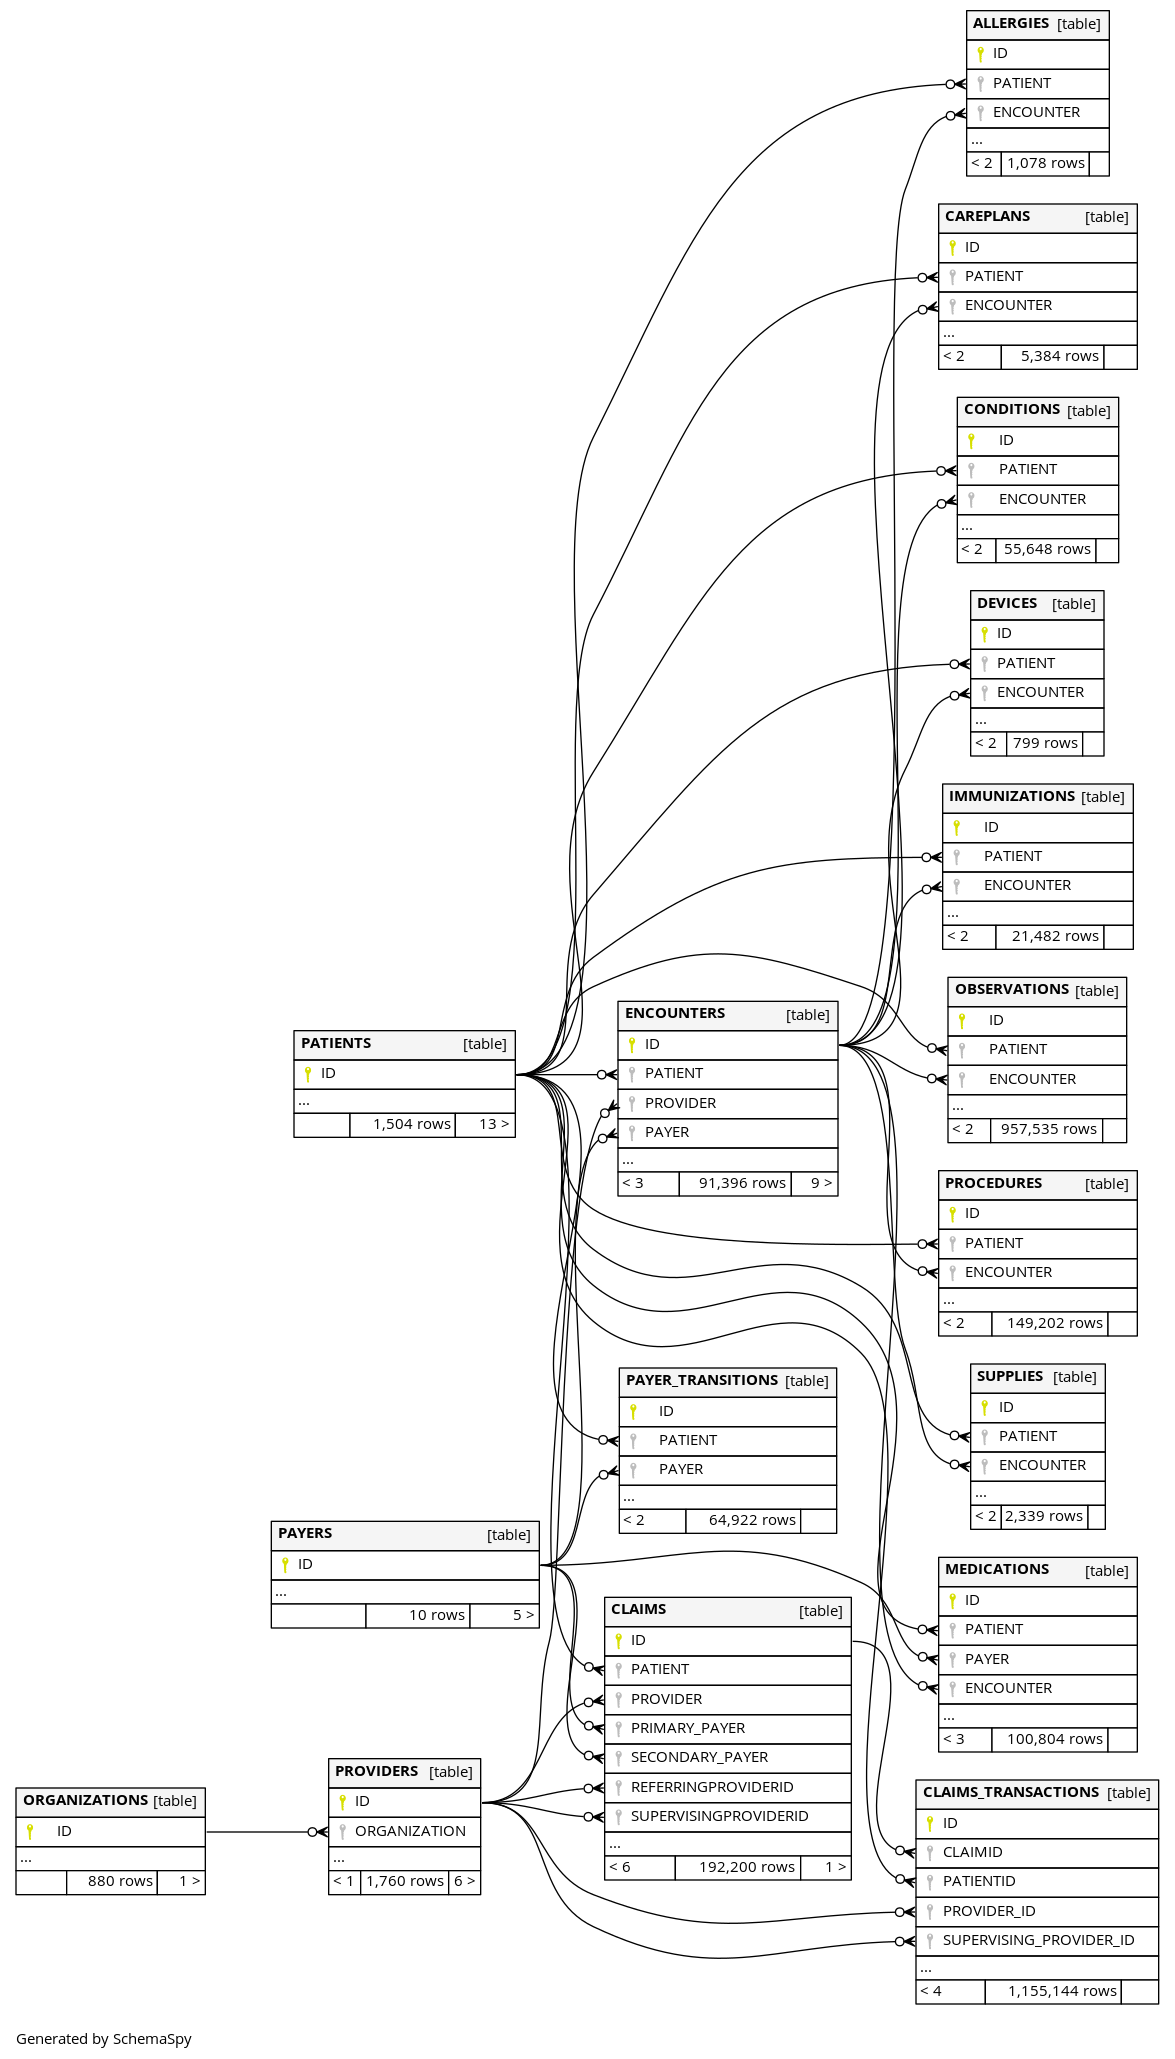 ALLERGIES [table]
ID
PATIENT
ENCOUNTER
...
< 2 1,078 rows
CAREPLANS [table]
ID
PATIENT
ENCOUNTER
...
< 2 5,384 rows
CONDITIONS [table]
ID
PATIENT
ENCOUNTER
...
< 2 55,648 rows
DEVICES [table]
ID
PATIENT
ENCOUNTER
...
< 2 799 rows
IMMUNIZATIONS [table]
ID
PATIENT
ENCOUNTER
...
< 2 21,482 rows
OBSERVATIONS [table]
ID
PATIENT
ENCOUNTER
...
< 2 957,535 rows
ENCOUNTERS [table]
ID
PATIENT
PROVIDER
PAYER
...
< 3 91,396 rows 9 >
PATIENTS [table]
ID
...
1,504 rows 13 >
PROCEDURES [table]
ID
PATIENT
ENCOUNTER
...
< 2 149,202 rows
SUPPLIES [table]
ID
PATIENT
ENCOUNTER
...
< 2 2,339 rows
PAYER_TRANSITIONS [table]
ID
PATIENT
PAYER
...
< 2 64,922 rows
PAYERS [table]
ID
...
10 rows 5 >
MEDICATIONS [table]
ID
PATIENT
PAYER
ENCOUNTER
...
< 3 100,804 rows
CLAIMS [table]
ID
PATIENT
PROVIDER
PRIMARY_PAYER
SECONDARY_PAYER
REFERRINGPROVIDERID
SUPERVISINGPROVIDERID
...
< 6 192,200 rows 1 >
PROVIDERS [table]
ID
ORGANIZATION
...
< 1 1,760 rows 6 >
ORGANIZATIONS [table]
ID
...
880 rows 1 >
CLAIMS_TRANSACTIONS [table]
ID
CLAIMID
PATIENTID
PROVIDER_ID
SUPERVISING_PROVIDER_ID
...
< 4 1,155,144 rows
Generated by SchemaSpy